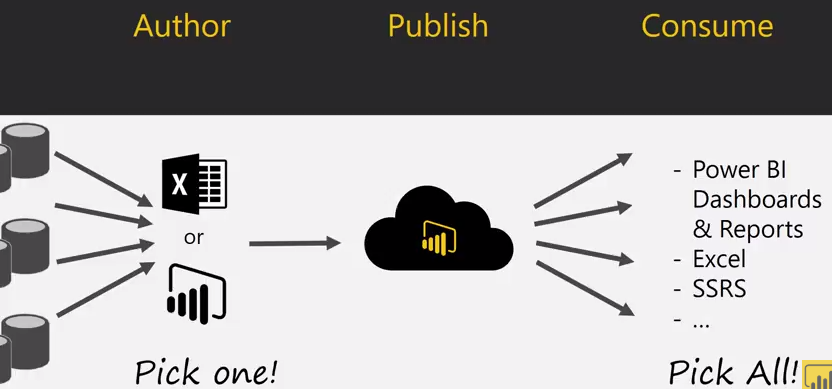 Author
Publish
Consume
X
or
- Power BI
Dashboards
& Reports
- Excel
- SSRS
- ...
Pick one!
Pick All!